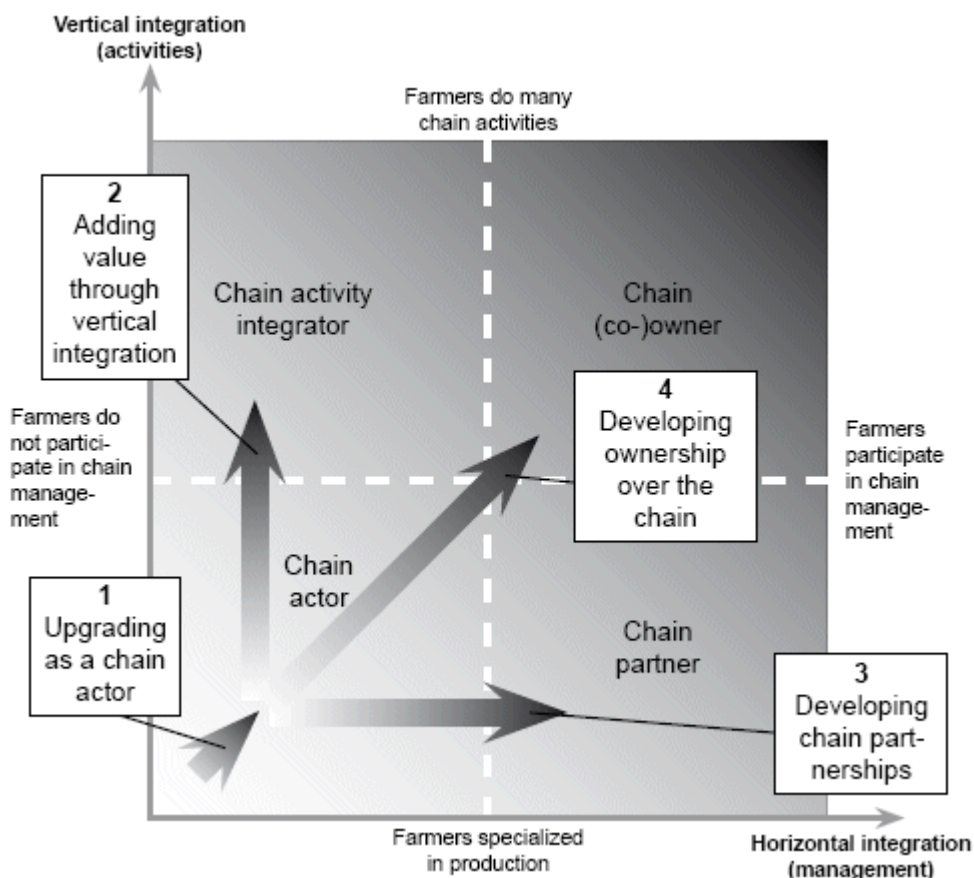 Vertical integration
(activities)
Farmers do many
chain activities
2
Adding
value
through
vertical
integration
Chain activity
integrator
Chain
(co-)owner
4
Developing
ownership
over the
chain
Farmers do
not partici-
pate in chain
manage-
ment
Farmers
participate
in chain
manage-
ment
Chain
actor
1
Upgrading
as a chain
actor
Chain
partner
3
Developing
chain part-
nerships
Farmers specialized
in production
Horizontal integration
(management)